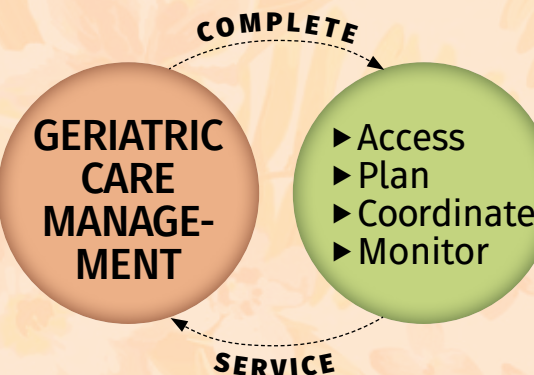 COMPLETE
GERIATRIC
CARE
MANAGE-
MENT
▶ Access
▶ Plan
▶ Coordinate
▶ Monitor
SERVICE